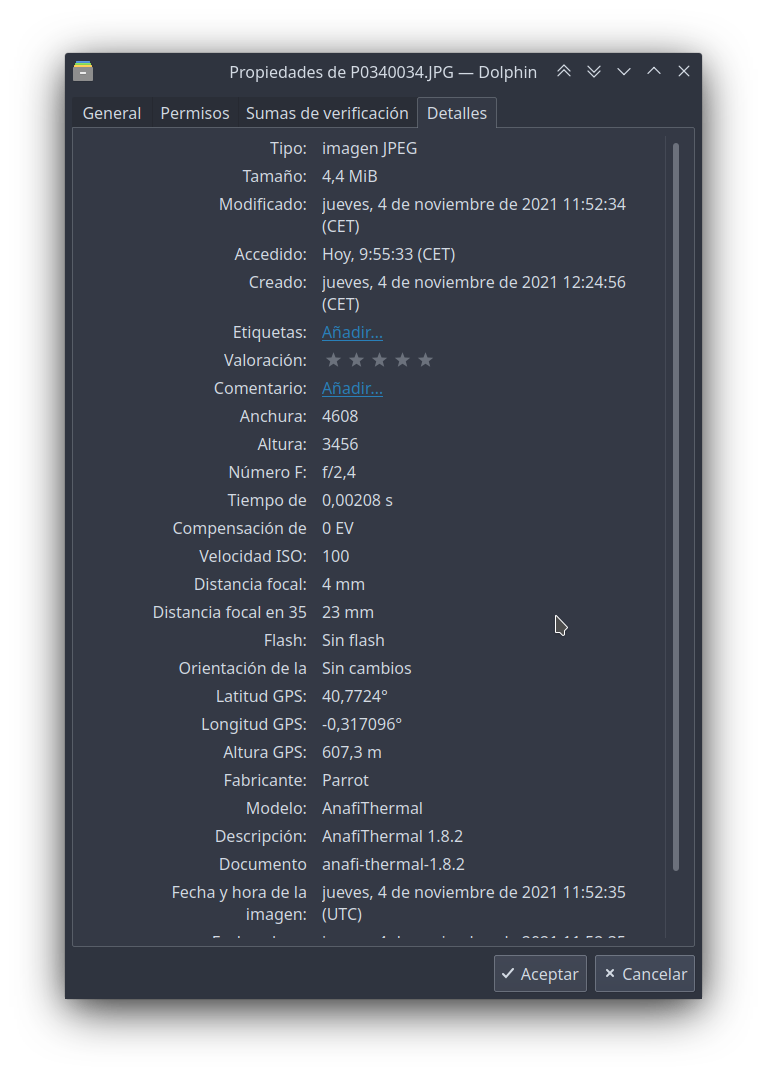 Propiedades de P0340034.JPG — Dolphin
General Permisos Sumas de verificación Detalles
Tipo: imagen JPEG
Tamaño: 4,4 MiB
Modificado: jueves, 4 de noviembre de 2021 11:52:34
(CET)
Accedido: Hoy, 9:55:33 (CET)
Creado: jueves, 4 de noviembre de 2021 12:24:56
(CET)
Etiquetas: Añadir...
Valoración:
Comentario: Añadir...
Anchura: 4608
Altura: 3456
Número F: f/2,4
Tiempo de 0,00208 s
Compensación de 0 EV
Velocidad ISO: 100
Distancia focal: 4 mm
Distancia focal en 35 23 mm
Flash: Sin flash
Orientación de la Sin cambios
Latitud GPS: 40,7724°
Longitud GPS: -0,317096°
Altura GPS: 607,3 m
Fabricante: Parrot
Modelo: AnafiThermal
Descripción: AnafiThermal 1.8.2
Documento anafi-thermal-1.8.2
Fecha y hora de la jueves, 4 de noviembre de 2021 11:52:35
imagen: (UTC)
Aceptar Cancelar